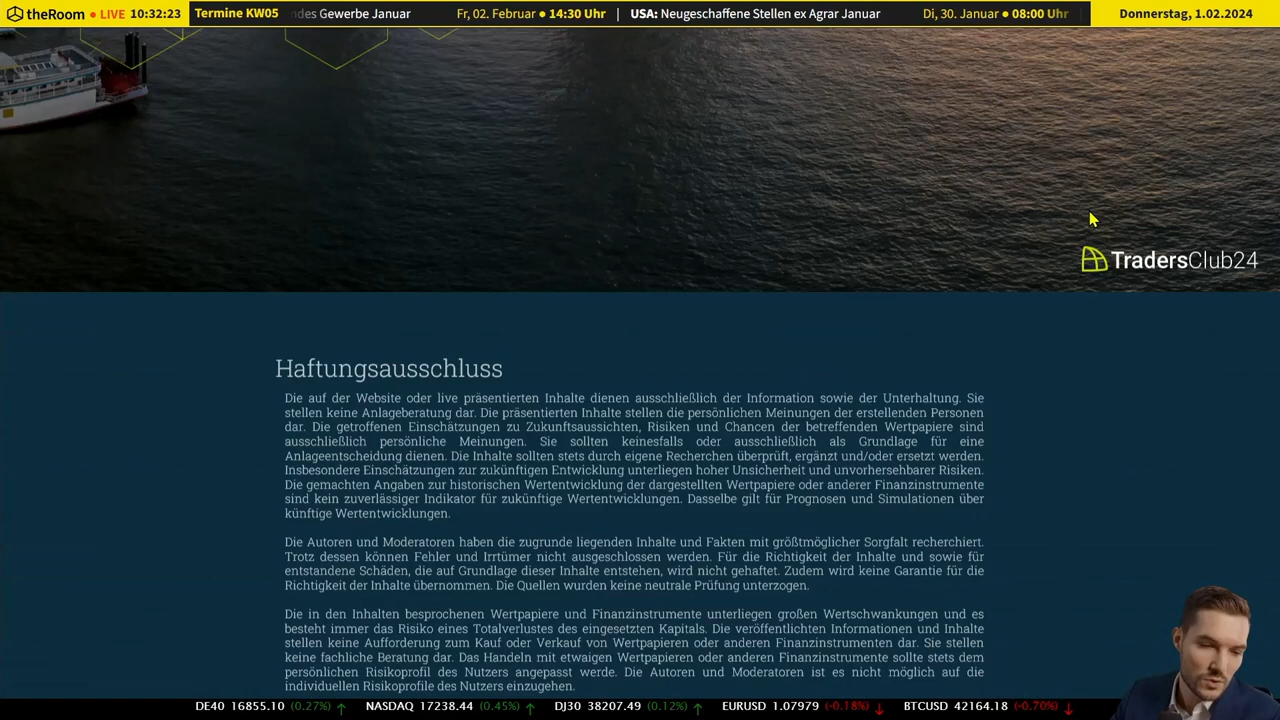 theRoom ● LIVE 10:32:23 Termine KW05 ndes Gewerbe Januar Fr, 02. Februar ● 14:30 Uhr | USA: Neugeschaffene Stellen ex Agrar Januar Di, 30. Januar ● 08:00 Uhr Donnerstag, 1.02.2024
TradersClub24
Haftungsausschluss
Die auf der Website oder live präsentierten Inhalte dienen ausschließlich der Information sowie der Unterhaltung. Sie
stellen keine Anlageberatung dar. Die präsentierten Inhalte stellen die persönlichen Meinungen der erstellenden Personen
dar. Die getroffenen Einschätzungen zu Zukunftsaussichten, Risiken und Chancen der betreffenden Wertpapiere sind
ausschließlich persönliche Meinungen. Sie sollten keinesfalls oder ausschließlich als Grundlage für eine
Anlageentscheidung dienen. Die Inhalte sollten stets durch eigene Recherchen überprüft, ergänzt und/oder ersetzt werden.
Insbesondere Einschätzungen zur zukünftigen Entwicklung unterliegen hoher Unsicherheit und unvorhersehbarer Risiken.
Die gemachten Angaben zur historischen Wertentwicklung der dargestellten Wertpapiere oder anderer Finanzinstrumente
sind kein zuverlässiger Indikator für zukünftige Wertentwicklungen. Dasselbe gilt für Prognosen und Simulationen über
künftige Wertentwicklungen.
Die Autoren und Moderatoren haben die zugrunde liegenden Inhalte und Fakten mit größtmöglicher Sorgfalt recherchiert.
Trotz dessen können Fehler und Irrtümer nicht ausgeschlossen werden. Für die Richtigkeit der Inhalte und sowie für
entstandene Schäden, die auf Grundlage dieser Inhalte entstehen, wird nicht gehaftet. Zudem wird keine Garantie für die
Richtigkeit der Inhalte übernommen. Die Quellen wurden keine neutrale Prüfung unterzogen.
Die in den Inhalten besprochenen Wertpapiere und Finanzinstrumente unterliegen großen Wertschwankungen und es
besteht immer das Risiko eines Totalverlustes des eingesetzten Kapitals. Die veröffentlichten Informationen und Inhalte
stellen keine Aufforderung zum Kauf oder Verkauf von Wertpapieren oder anderen Finanzinstrumenten dar. Sie stellen
keine fachliche Beratung dar. Das Handeln mit etwaigen Wertpapieren oder anderen Finanzinstrumente sollte stets dem
persönlichen Risikoprofil des Nutzers angepasst werde. Die Autoren und Moderatoren ist es nicht möglich auf die
individuellen Risikoprofile des Nutzers einzugehen.
DE40 16855.10 (0.27%) ↑ NASDAQ 17238.44 (0.45%) ↑ DJ30 38207.49 (0.12%) ↑ EURUSD 1.07979 (-0.18%) ↓ BTCUSD 42164.18 (-0.70%) ↓